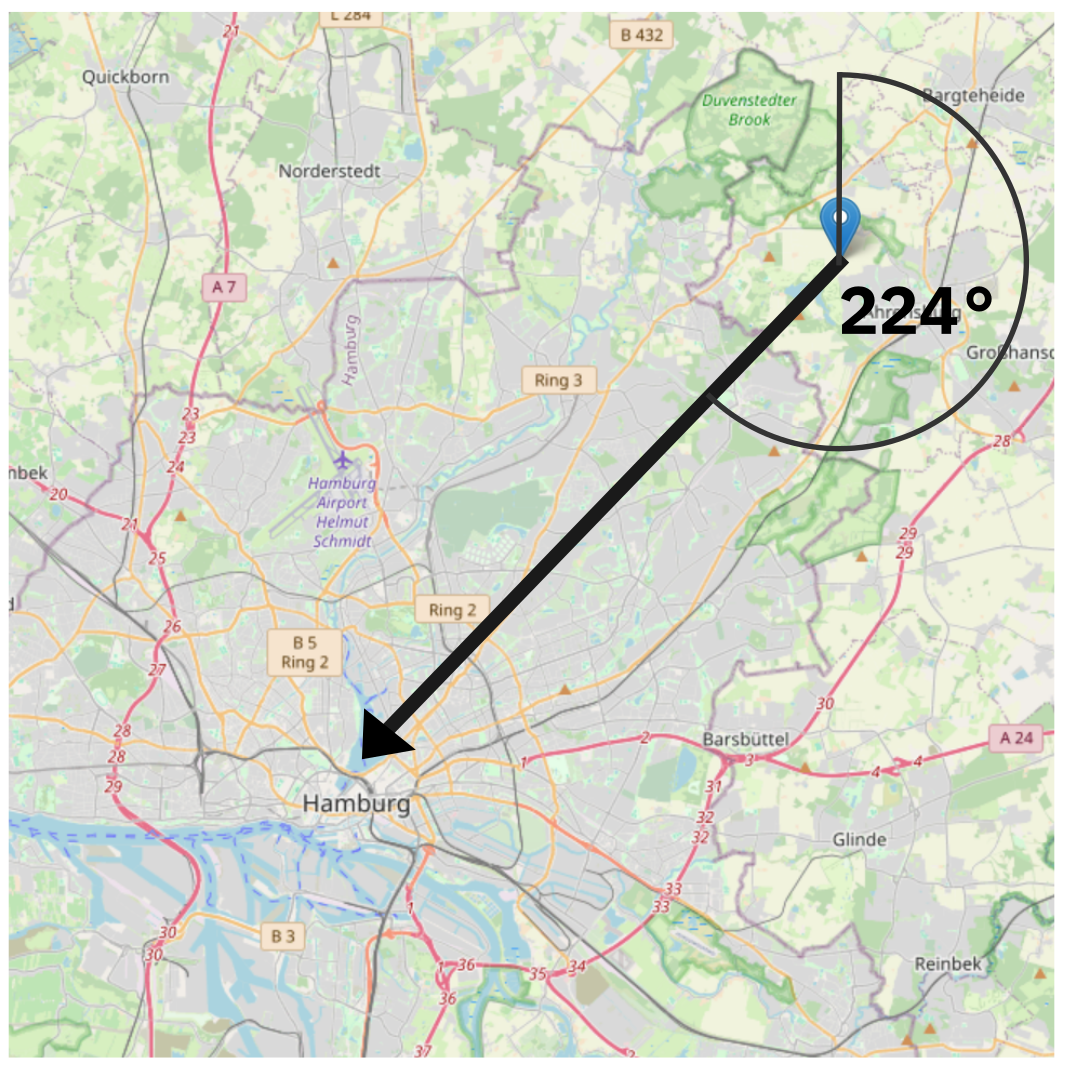 L 284
21
B 432
Quickborn
Duvenstedter
Brook
Bargteheide
Norderstedt
A 7
224°
Hamburg
Großhansd
Ring 3
23
23
24
28
nbek
20
Hamburg
Airport
Helmut
Schmidt
21
25
29
29
Ring 2
26
B 5
Ring 2
27
30
28
28
2
Barsbüttel
A 24
1
3
4
4
29
31
Hamburg
32
32
Glinde
33
33
1
30
30
B 3
36
35
34
Reinbek
36
37